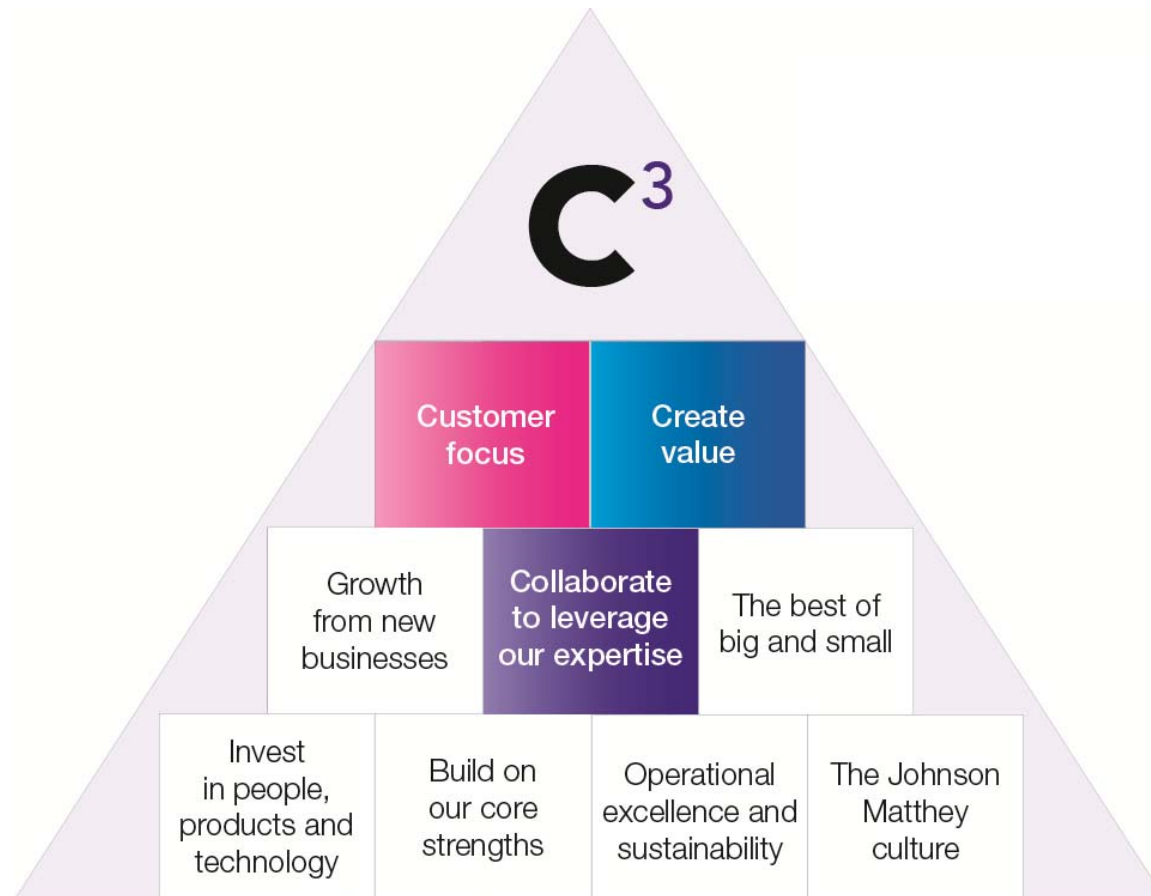 C³
Customer
focus
Create
value
Growth
from new
businesses
Collaborate
to leverage
our expertise
The best of
big and small
Invest
in people,
products and
technology
Build on
our core
strengths
Operational
excellence and
sustainability
The Johnson
Matthey
culture